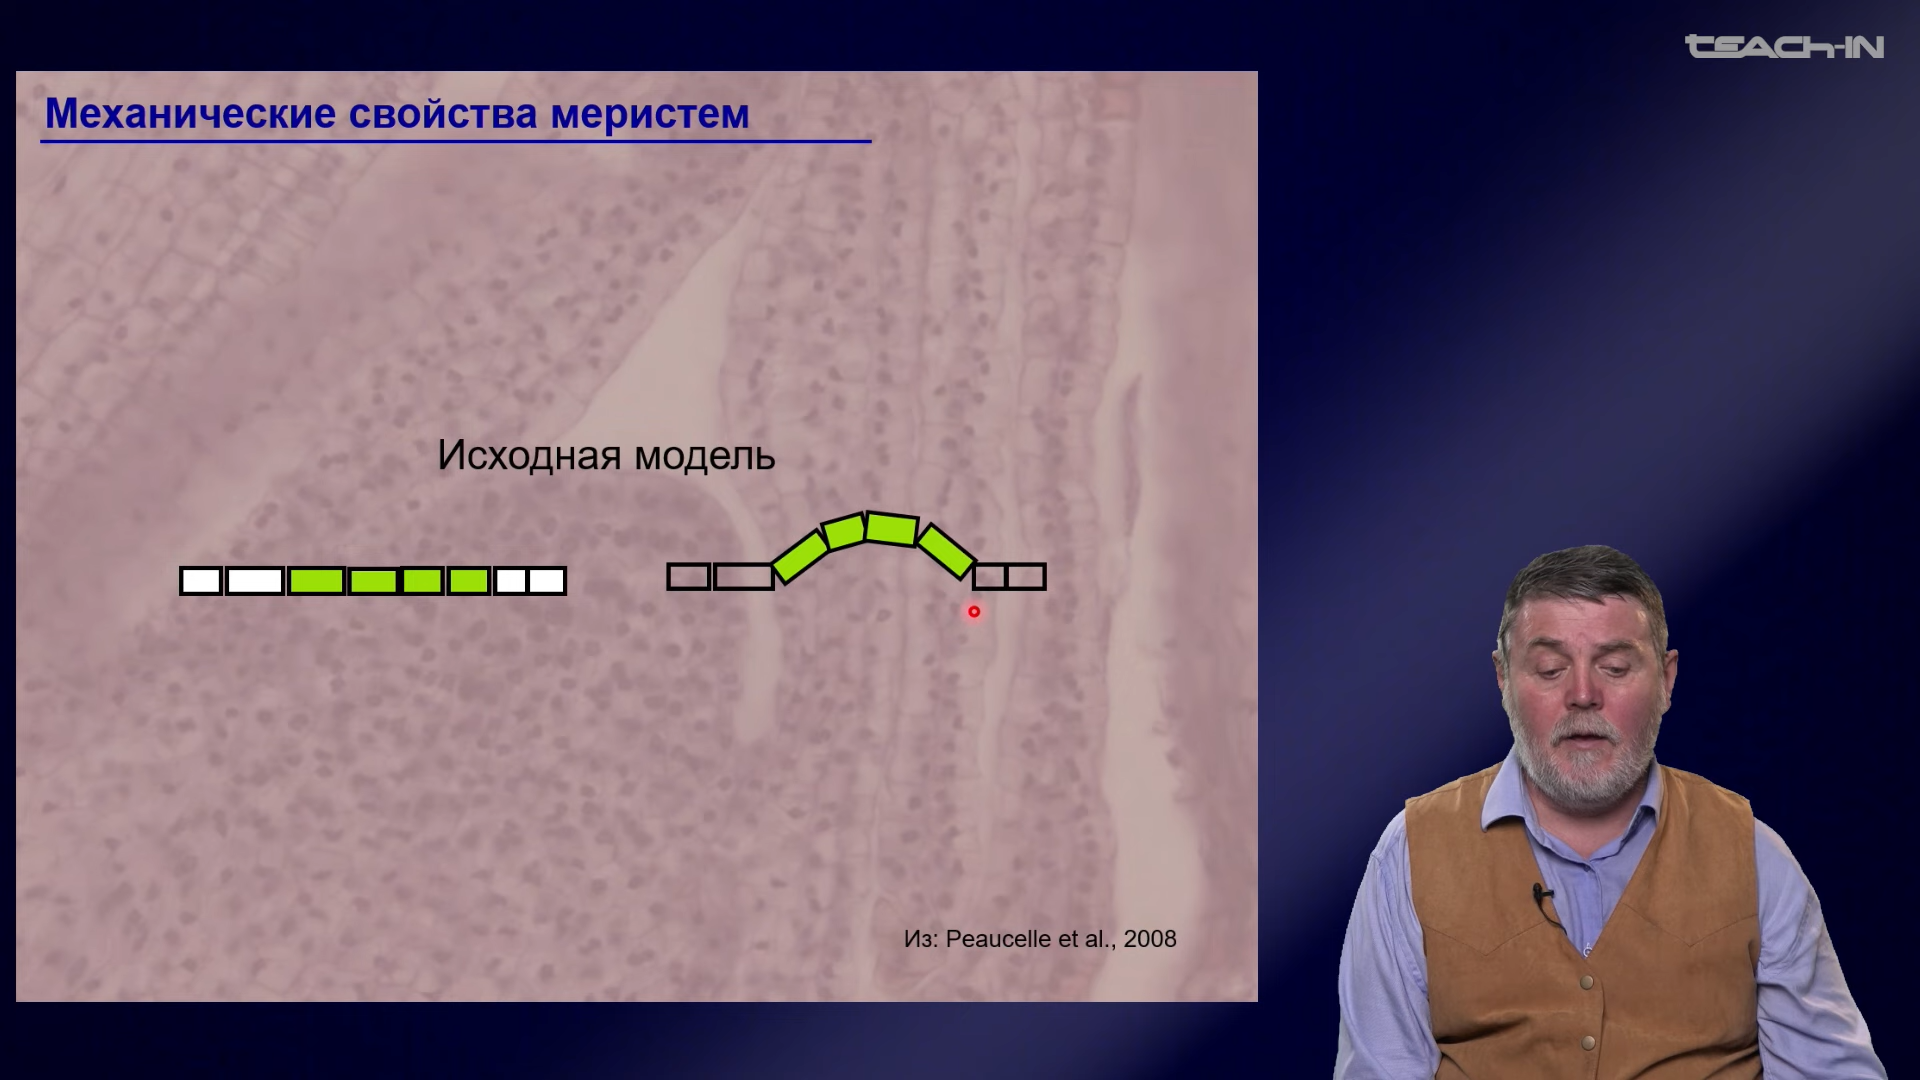 teach-in
Механические свойства меристем
Исходная модель
Из: Peaucelle et al., 2008